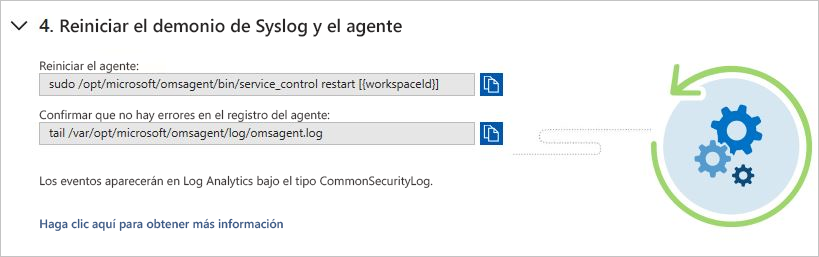 4. Reiniciar el demonio de Syslog y el agente
Reiniciar el agente:
sudo /opt/microsoft/omsagent/bin/service_control restart [{{workspaceId}}]
Confirmar que no hay errores en el registro del agente:
tail /var/opt/microsoft/omsagent/log/omsagent.log
Los eventos aparecerán en Log Analytics bajo el tipo CommonSecurityLog.
Haga clic aquí para obtener más información